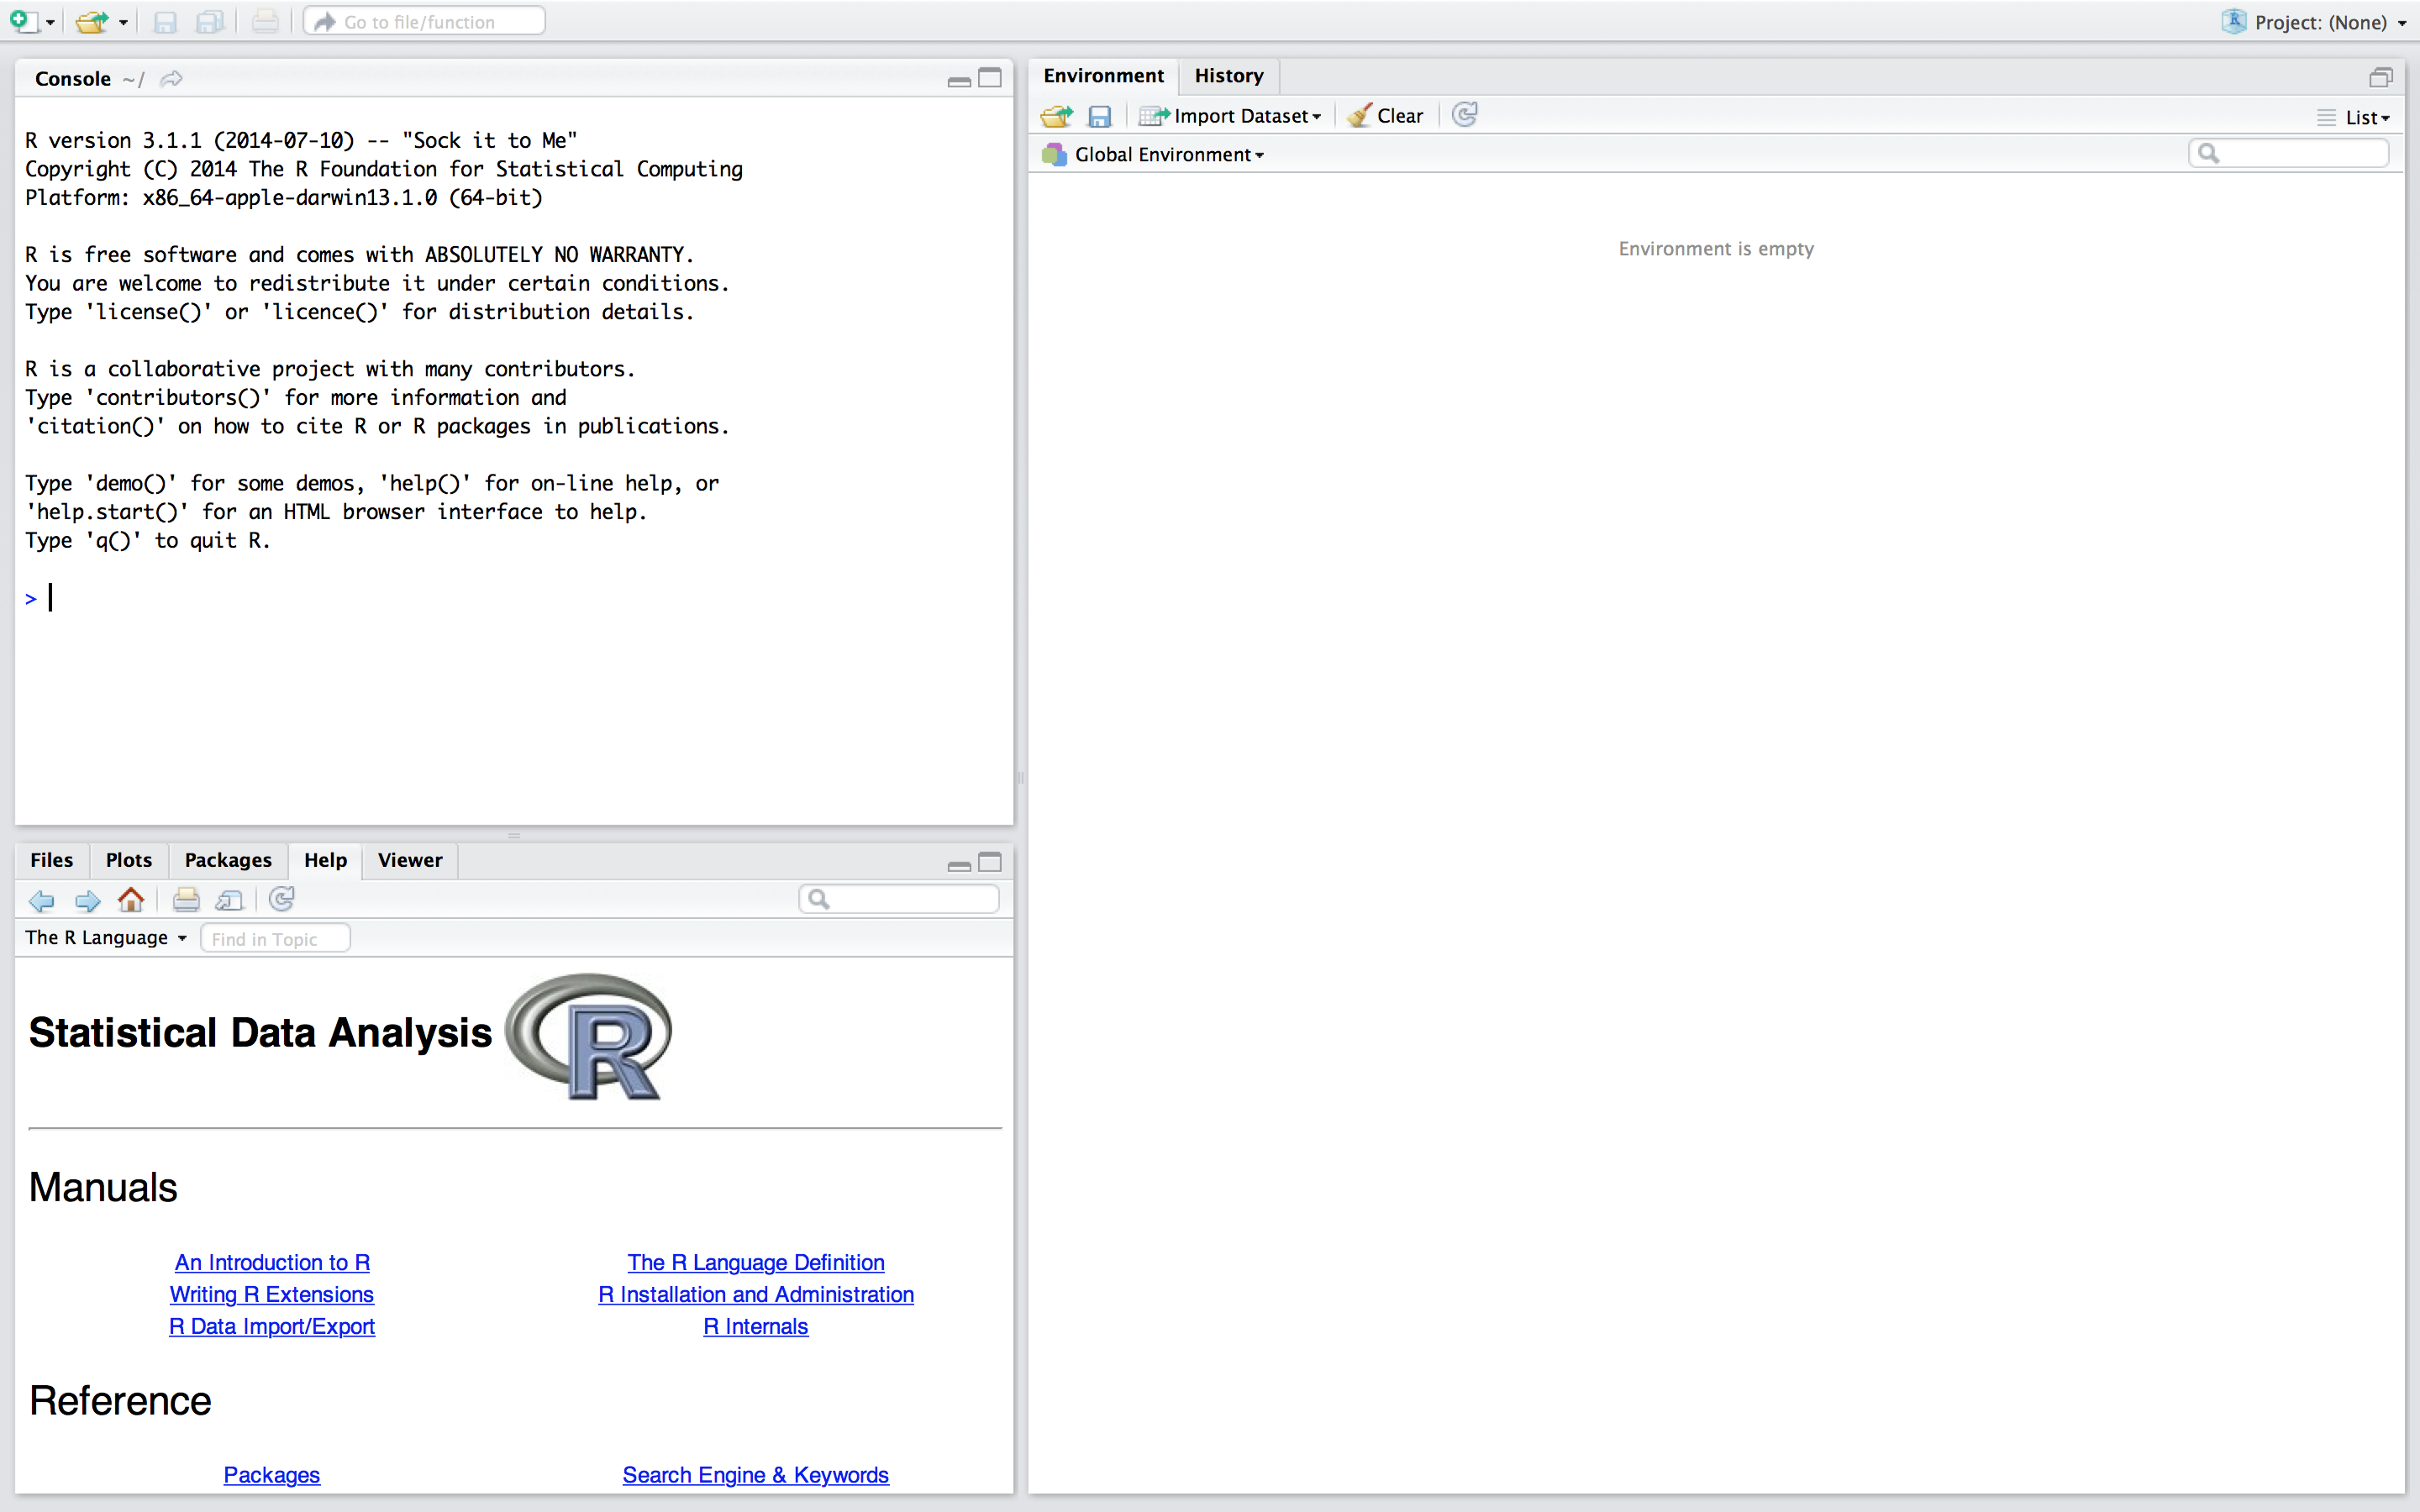 Go to file/function
Project: (None)
Console ~/
R version 3.1.1 (2014-07-10) -- "Sock it to Me"
Copyright (C) 2014 The R Foundation for Statistical Computing
Platform: x86_64-apple-darwin13.1.0 (64-bit)
R is free software and comes with ABSOLUTELY NO WARRANTY.
You are welcome to redistribute it under certain conditions.
Type 'license()' or 'licence()' for distribution details.
R is a collaborative project with many contributors.
Type 'contributors()' for more information and
'citation()' on how to cite R or R packages in publications.
Type 'demo()' for some demos, 'help()' for on-line help, or
'help.start()' for an HTML browser interface to help.
Type 'q()' to quit R.
>
Environment History
Import Dataset Clear List
Global Environment
Environment is empty
Files Plots Packages Help Viewer
The R Language Find in Topic
Statistical Data Analysis R
Manuals
An Introduction to R The R Language Definition
Writing R Extensions R Installation and Administration
R Data Import/Export R Internals
Reference
Packages Search Engine & Keywords